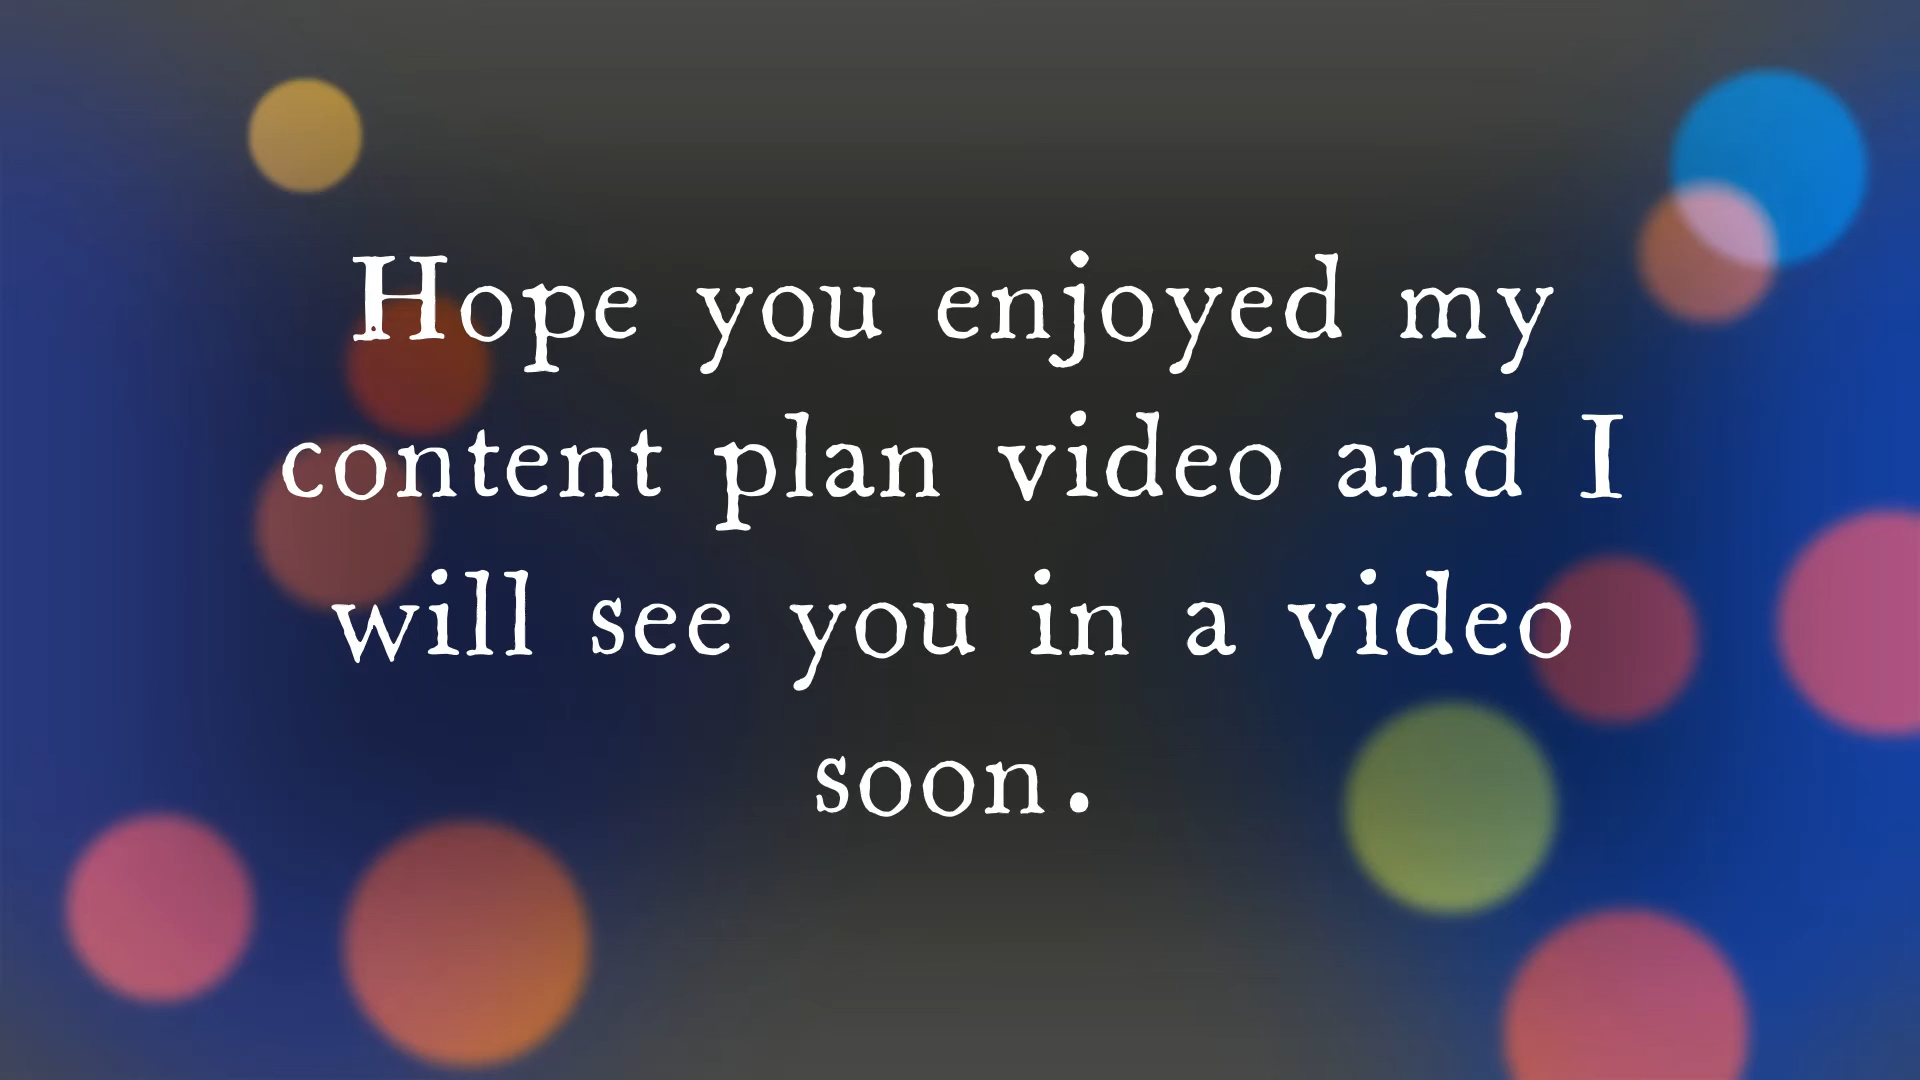 Hope you enjoyed my
content plan video and I
will see you in a video
soon.